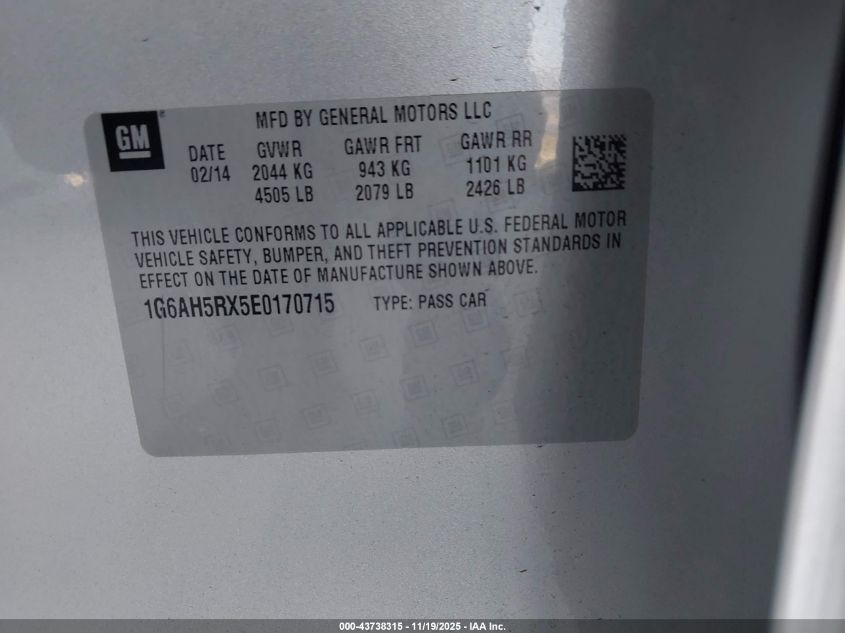 GM
MFD BY GENERAL MOTORS LLC
DATE GVWR GAWR FRT GAWR RR
02/14 2044 KG 943 KG 1101 KG
4505 LB 2079 LB 2426 LB
THIS VEHICLE CONFORMS TO ALL APPLICABLE U.S. FEDERAL MOTOR
VEHICLE SAFETY, BUMPER, AND THEFT PREVENTION STANDARDS IN
EFFECT ON THE DATE OF MANUFACTURE SHOWN ABOVE.
1G6AH5RX5E0170715 TYPE: PASS CAR
000-43738315 - 11/19/2025 - IAA Inc.